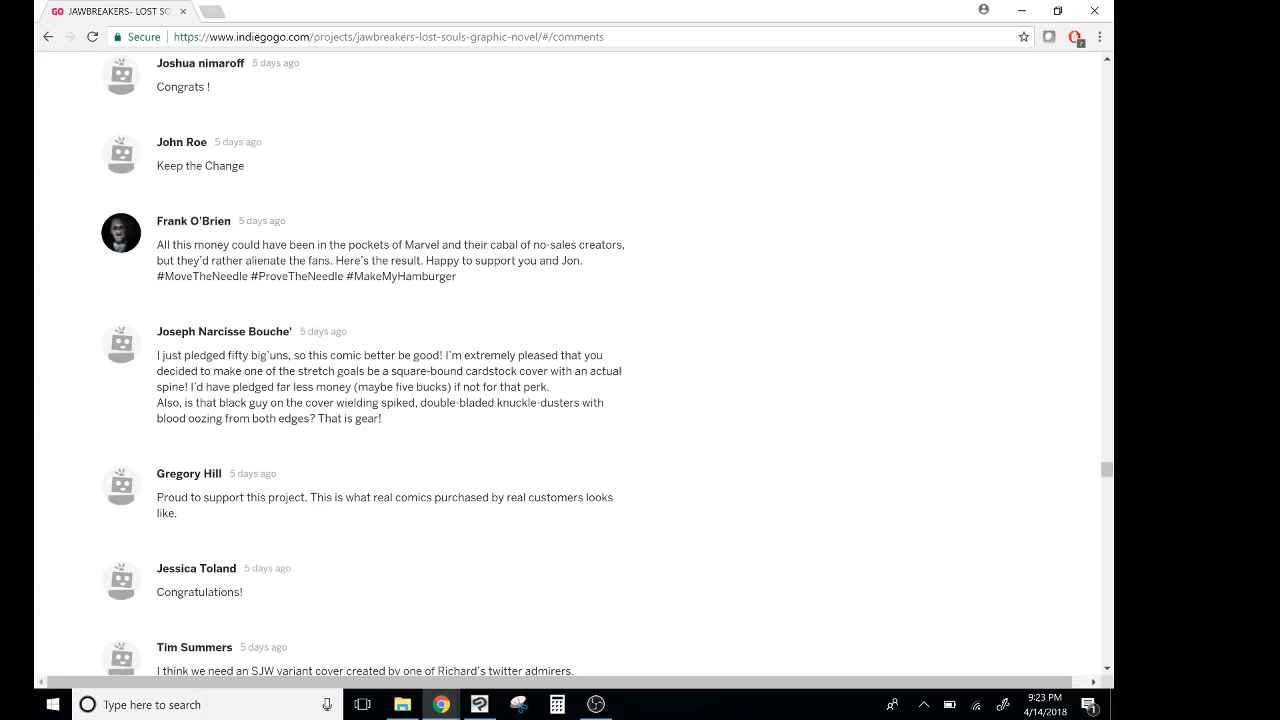 GO JAWBREAKERS- LOST SO
Secure https://www.indiegogo.com/projects/jawbreakers-lost-souls-graphic-novel/#/comments
7
Joshua nimaroff 5 days ago
Congrats !
John Roe 5 days ago
Keep the Change
Frank O'Brien 5 days ago
All this money could have been in the pockets of Marvel and their cabal of no-sales creators,
but they'd rather alienate the fans. Here's the result. Happy to support you and Jon.
#MoveTheNeedle #ProveTheNeedle #MakeMyHamburger
Joseph Narcisse Bouche' 5 days ago
I just pledged fifty big'uns, so this comic better be good! I'm extremely pleased that you
decided to make one of the stretch goals be a square-bound cardstock cover with an actual
spine! I'd have pledged far less money (maybe five bucks) if not for that perk.
Also, is that black guy on the cover wielding spiked, double-bladed knuckle-dusters with
blood oozing from both edges? That is gear!
Gregory Hill 5 days ago
Proud to support this project. This is what real comics purchased by real customers looks
like.
Jessica Toland 5 days ago
Congratulations!
Tim Summers 5 days ago
I think we need an SJW variant cover created by one of Richard's twitter admirers.
Type here to search
9:23 PM
4/14/2018
1